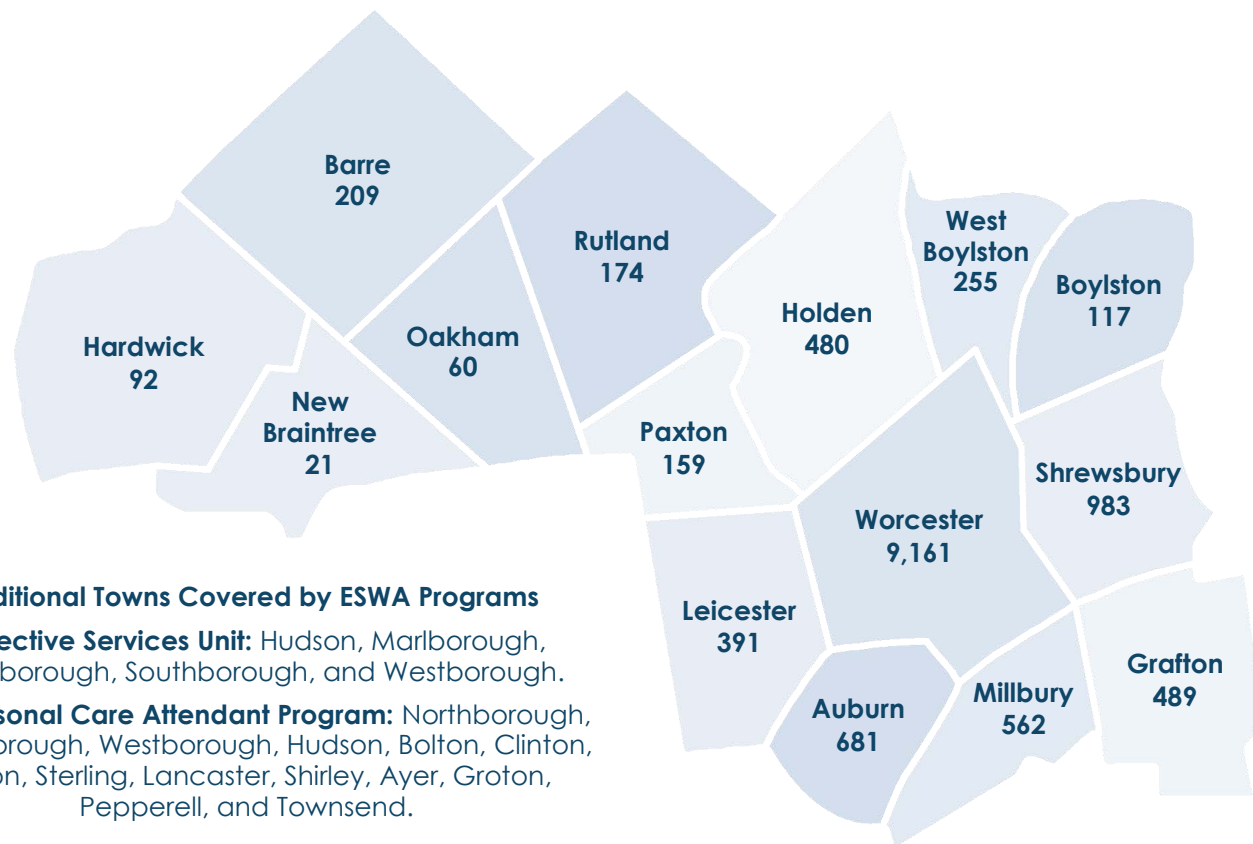 Barre
209
Rutland
174
West
Boylston
255
Boylston
117
Holden
480
Hardwick
92
Oakham
60
New
Braintree
21
Paxton
159
Shrewsbury
983
Worcester
9,161
Leicester
391
Grafton
489
Auburn
681
Millbury
562
ditional Towns Covered by ESWA Programs
ective Services Unit: Hudson, Marlborough,
borough, Southborough, and Westborough.
sonal Care Attendant Program: Northborough,
orough, Westborough, Hudson, Bolton, Clinton,
on, Sterling, Lancaster, Shirley, Ayer, Groton,
Pepperell, and Townsend.